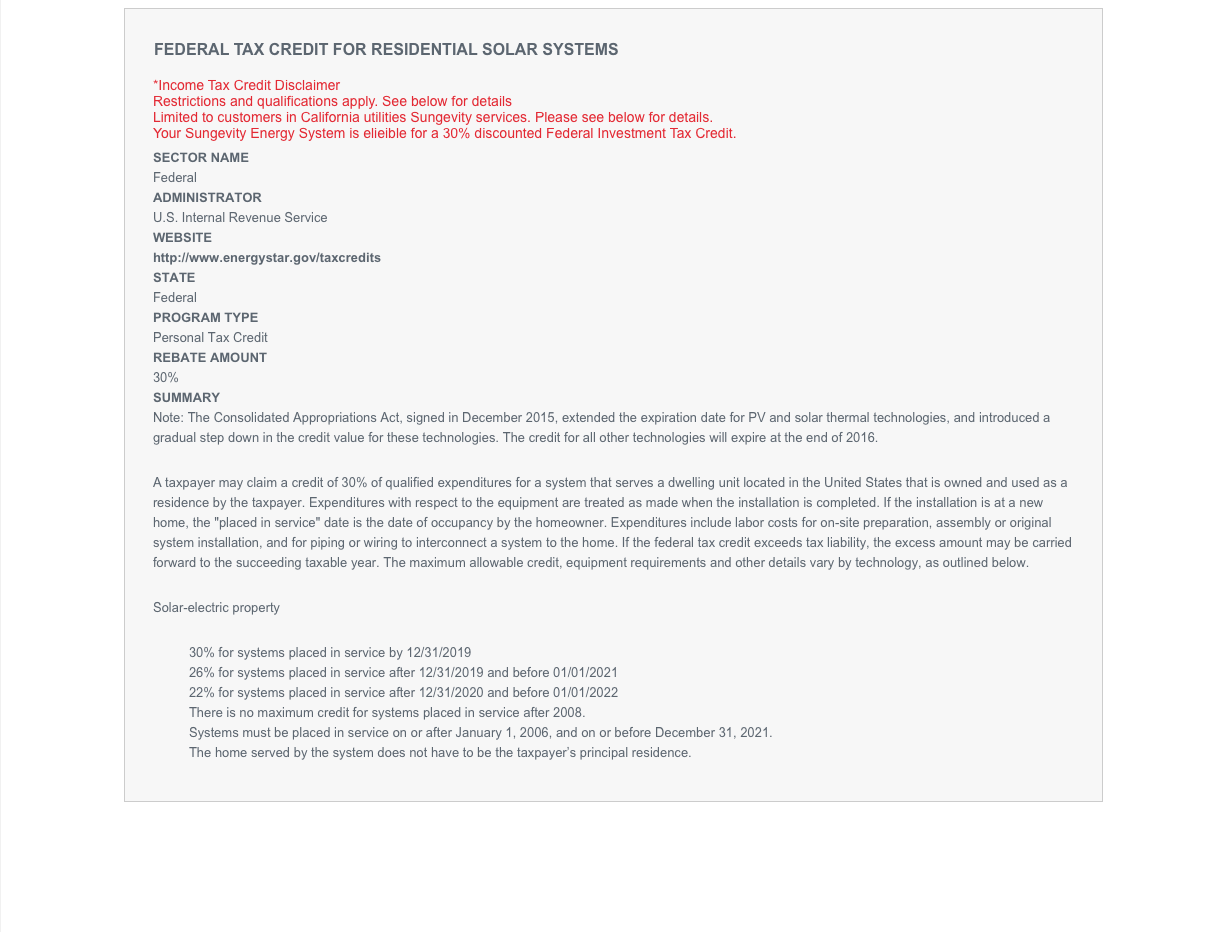 FEDERAL TAX CREDIT FOR RESIDENTIAL SOLAR SYSTEMS
*Income Tax Credit Disclaimer
Restrictions and qualifications apply. See below for details
Limited to customers in California utilities Sungevity services. Please see below for details.
Your Sungevity Energy System is elieible for a 30% discounted Federal Investment Tax Credit.
SECTOR NAME
Federal
ADMINISTRATOR
U.S. Internal Revenue Service
WEBSITE
http://www.energystar.gov/taxcredits
STATE
Federal
PROGRAM TYPE
Personal Tax Credit
REBATE AMOUNT
30%
SUMMARY
Note: The Consolidated Appropriations Act, signed in December 2015, extended the expiration date for PV and solar thermal technologies, and introduced a
gradual step down in the credit value for these technologies. The credit for all other technologies will expire at the end of 2016.
A taxpayer may claim a credit of 30% of qualified expenditures for a system that serves a dwelling unit located in the United States that is owned and used as a
residence by the taxpayer. Expenditures with respect to the equipment are treated as made when the installation is completed. If the installation is at a new
home, the "placed in service" date is the date of occupancy by the homeowner. Expenditures include labor costs for on-site preparation, assembly or original
system installation, and for piping or wiring to interconnect a system to the home. If the federal tax credit exceeds tax liability, the excess amount may be carried
forward to the succeeding taxable year. The maximum allowable credit, equipment requirements and other details vary by technology, as outlined below.
Solar-electric property
30% for systems placed in service by 12/31/2019
26% for systems placed in service after 12/31/2019 and before 01/01/2021
22% for systems placed in service after 12/31/2020 and before 01/01/2022
There is no maximum credit for systems placed in service after 2008.
Systems must be placed in service on or after January 1, 2006, and on or before December 31, 2021.
The home served by the system does not have to be the taxpayer’s principal residence.